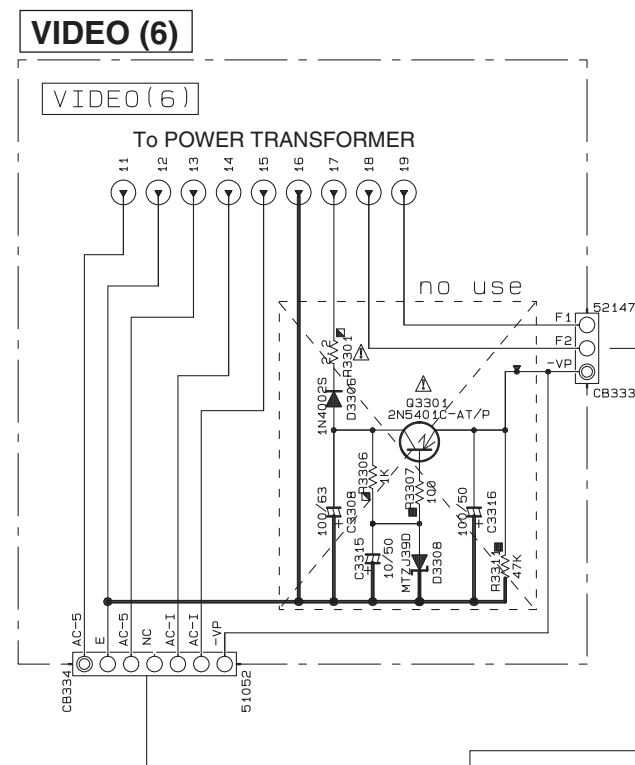 VIDEO (6)
VIDEO(6)
To POWER TRANSFORMER
11 12 13 14 15 16 17 18 19
no use
52147
F1
F2
-VP
CB333
2.2
R3301
1N4002S
D3306
Q3301
2N5401C-AT/P
R3306
1K
R3307
100
100/63
C3308
+
100/50
C3316
+
C3315
10/50
+
MTZJ39D
D3308
R3311
47K
AC-5
E
AC-5
NC
AC-I
AC-I
-VP
CB334
51052